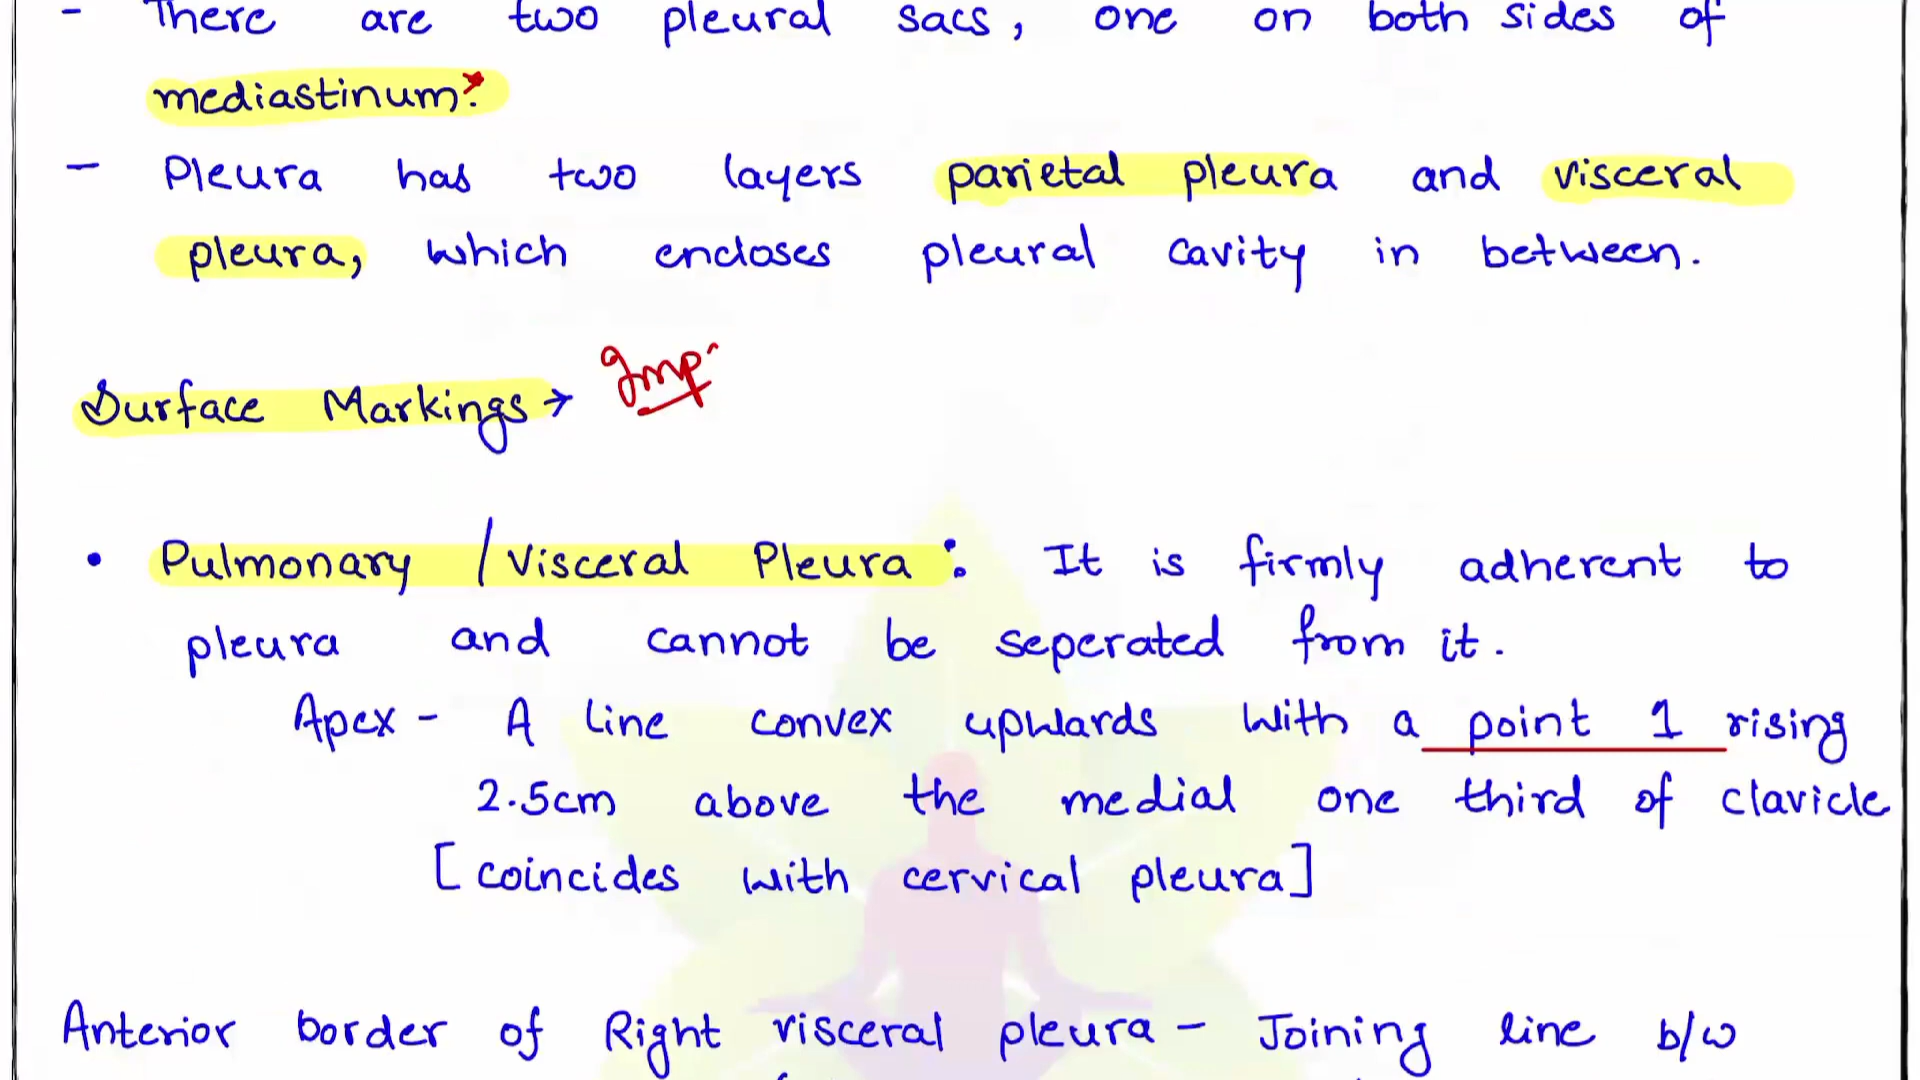 - There are two pleural sacs, one on both sides of
mediastinum.
- Pleura has two layers parietal pleura and visceral
pleura, which encloses pleural cavity in between.
Surface Markings → Imp
• Pulmonary / Visceral Pleura : It is firmly adherent to
pleura and cannot be seperated from it.
Apex - A line convex upwards with a point 1 rising
2.5cm above the medial one third of clavicle
[coincides with cervical pleura]
Anterior border of Right visceral pleura - Joining line b/w